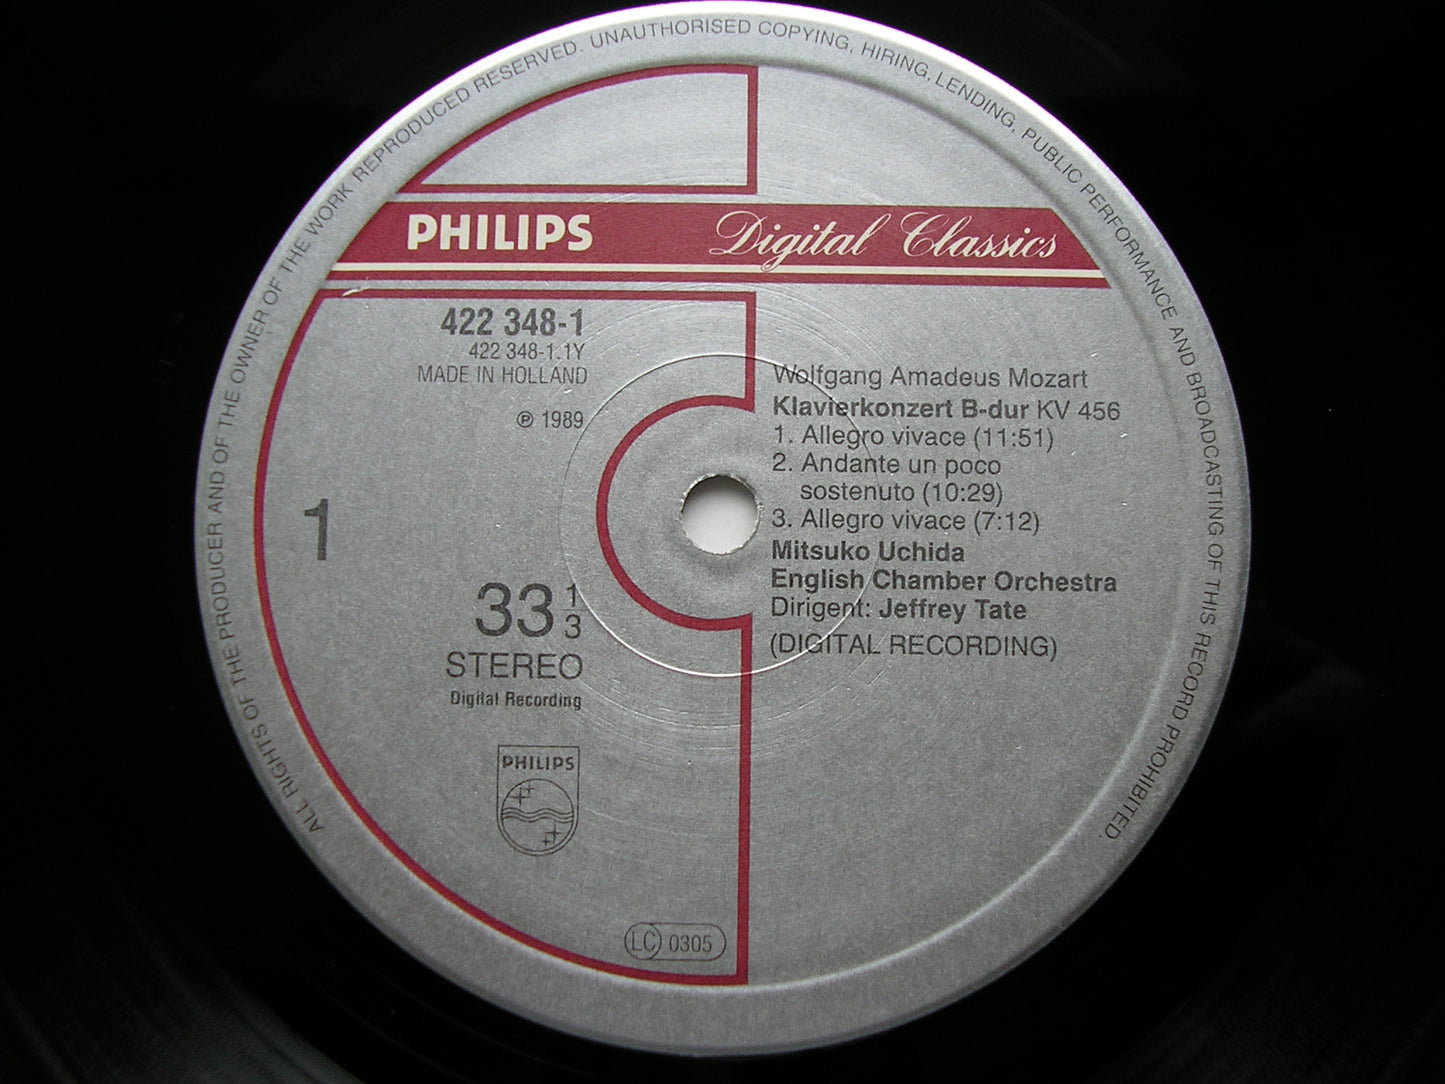 ALL RIGHTS OF THE PRODUCER AND OF THE OWNER OF THE WORK REPRODUCED RESERVED. UNAUTHORISED COPYING, HIRING, LENDING, PUBLIC PERFORMANCE AND BROADCASTING OF THIS RECORD PROHIBITED.
PHILIPS Digital Classics
422 348-1
422 348-1.1Y
MADE IN HOLLAND
℗ 1989
1
33 1/3
STEREO
Digital Recording
PHILIPS
LC 0305
Wolfgang Amadeus Mozart
Klavierkonzert B-dur KV 456
1. Allegro vivace (11:51)
2. Andante un poco
sostenuto (10:29)
3. Allegro vivace (7:12)
Mitsuko Uchida
English Chamber Orchestra
Dirigent: Jeffrey Tate
(DIGITAL RECORDING)